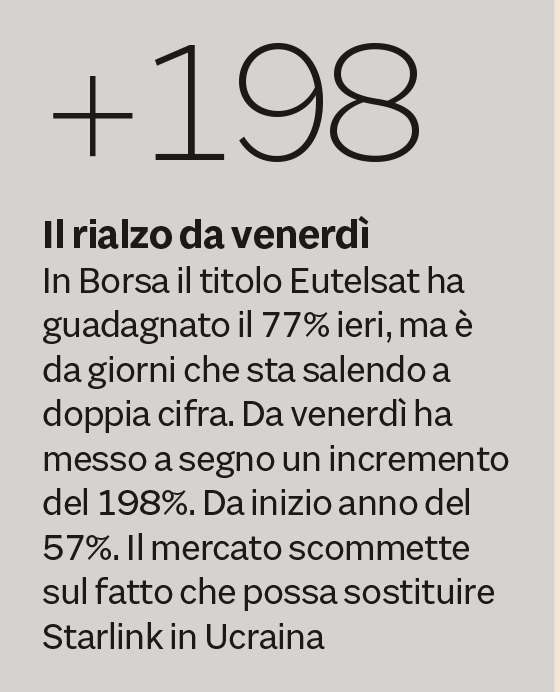 +198
Il rialzo da venerdì
In Borsa il titolo Eutelsat ha
guadagnato il 77% ieri, ma è
da giorni che sta salendo a
doppia cifra. Da venerdì ha
messo a segno un incremento
del 198%. Da inizio anno del
57%. Il mercato scommette
sul fatto che possa sostituire
Starlink in Ucraina